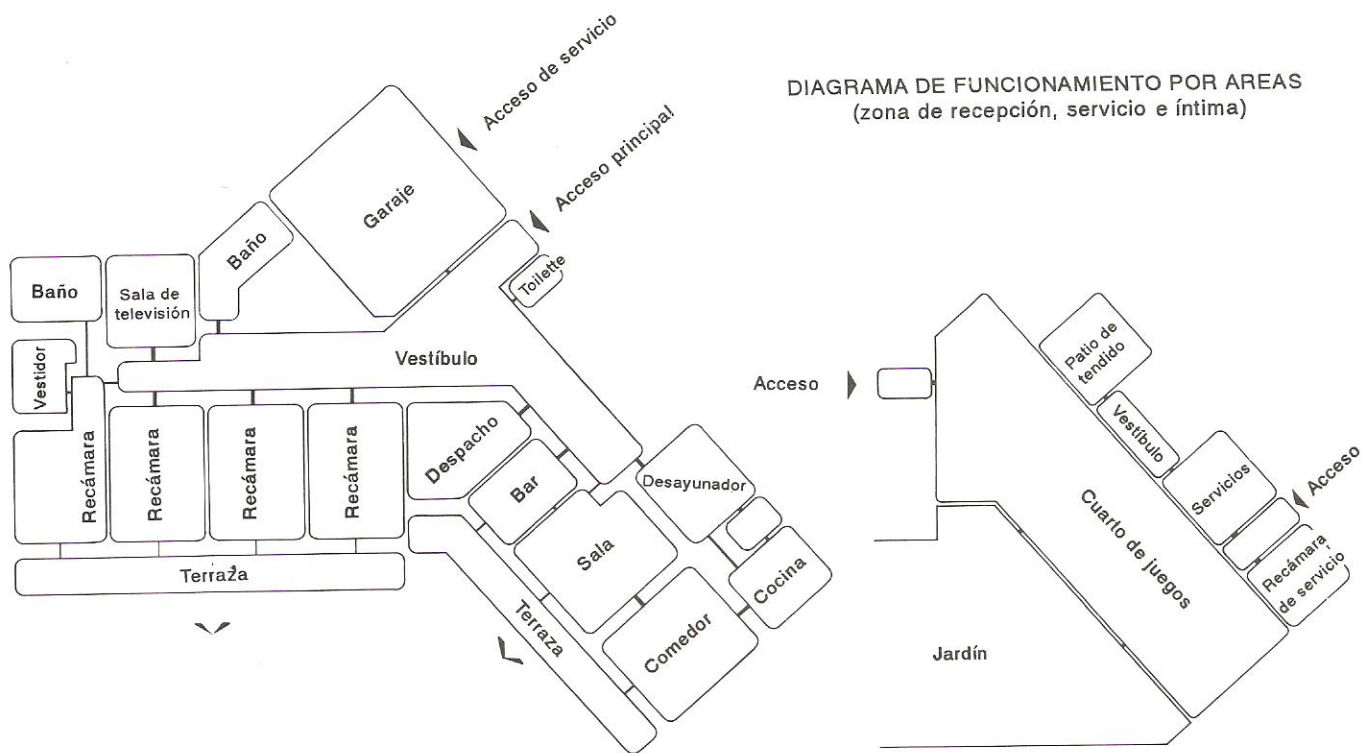 DIAGRAMA DE FUNCIONAMIENTO POR AREAS
(zona de recepción, servicio e íntima)
Acceso de servicio
Acceso principal
Garaje
Baño
Toilette
Baño
Sala de
televisión
Vestidor
Vestíbulo
Recámara
Recámara
Recámara
Recámara
Despacho
Bar
Sala
Desayunador
Cocina
Comedor
Terraza
Terraza
Acceso
Patio de
tendido
Vestíbulo
Servicios
Acceso
Recámara
de servicio
Cuarto de juegos
Jardín